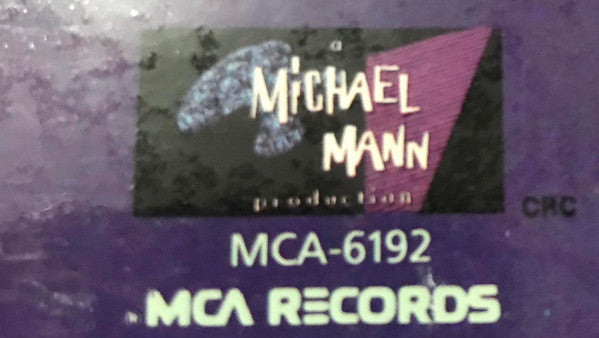 a
MiCHAEL
MANN
production
CRC
MCA-6192
MCA RECORDS